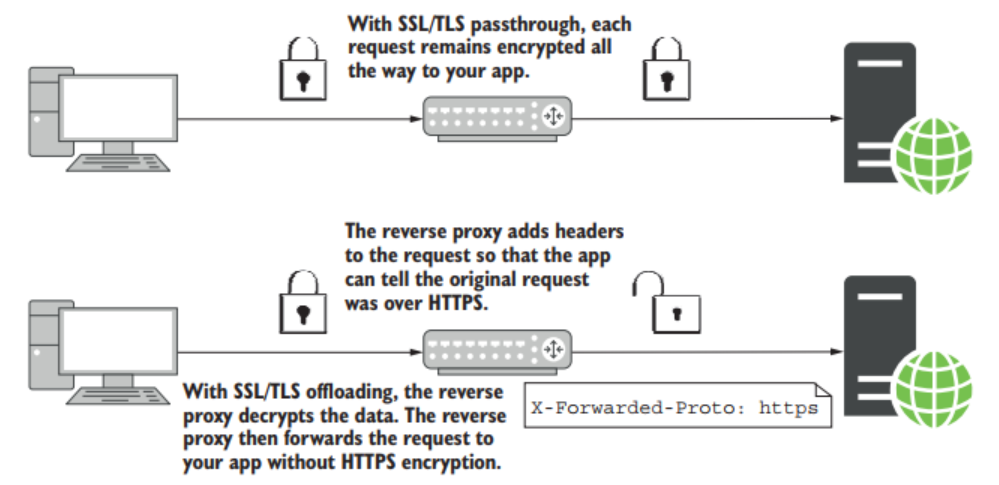 With SSL/TLS passthrough, each
request remains encrypted all
the way to your app.
The reverse proxy adds headers
to the request so that the app
can tell the original request
was over HTTPS.
With SSL/TLS offloading, the reverse
proxy decrypts the data. The reverse
proxy then forwards the request to
your app without HTTPS encryption.
X-Forwarded-Proto: https